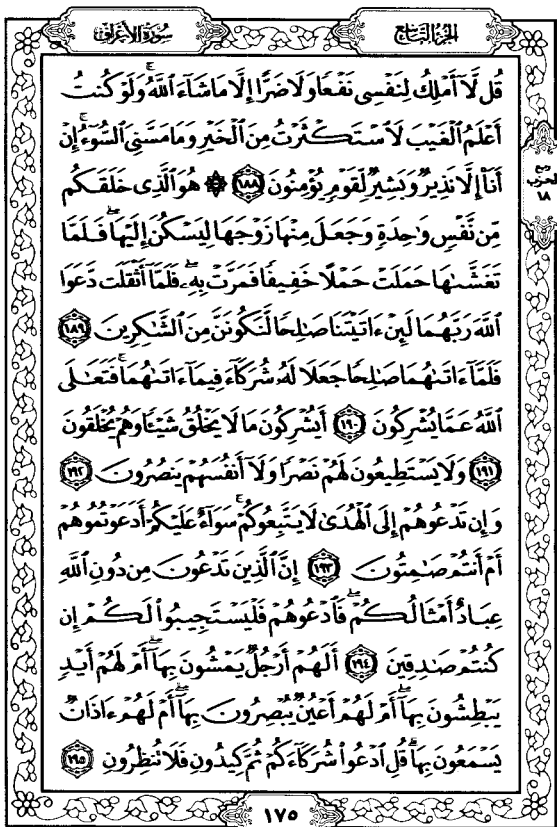 الجزء التاسع
سورة الأعراف
قُل لَّآ أَمْلِكُ لِنَفْسِى نَفْعًا وَلَا ضَرًّا إِلَّا مَا شَآءَ ٱللَّهُ ۚ وَلَوْ كُنتُ
أَعْلَمُ ٱلْغَيْبَ لَٱسْتَكْثَرْتُ مِنَ ٱلْخَيْرِ وَمَا مَسَّنِىَ ٱلسُّوٓءُ ۚ إِنْ
أَنَا۠ إِلَّا نَذِيرٌ وَبَشِيرٌ لِّقَوْمٍ يُؤْمِنُونَ ١٨٨ ۞ هُوَ ٱلَّذِى خَلَقَكُم
مِّن نَّفْسٍ وَٰحِدَةٍ وَجَعَلَ مِنْهَا زَوْجَهَا لِيَسْكُنَ إِلَيْهَا ۖ فَلَمَّا
تَغَشَّىٰهَا حَمَلَتْ حَمْلًا خَفِيفًا فَمَرَّتْ بِهِۦ ۖ فَلَمَّآ أَثْقَلَت دَّعَوَا
ٱللَّهَ رَبَّهُمَا لَئِنْ ءَاتَيْتَنَا صَٰلِحًا لَّنَكُونَنَّ مِنَ ٱلشَّٰكِرِينَ ١٨٩
فَلَمَّآ ءَاتَىٰهُمَا صَٰلِحًا جَعَلَا لَهُۥ شُرَكَآءَ فِيمَآ ءَاتَىٰهُمَا ۚ فَتَعَٰلَى
ٱللَّهُ عَمَّا يُشْرِكُونَ ١٩٠ أَيُشْرِكُونَ مَا لَا يَخْلُقُ شَيْـًٔا وَهُمْ يُخْلَقُونَ
١٩١ وَلَا يَسْتَطِيعُونَ لَهُمْ نَصْرًا وَلَآ أَنفُسَهُمْ يَنصُرُونَ ١٩٢
وَإِن تَدْعُوهُمْ إِلَى ٱلْهُدَىٰ لَا يَتَّبِعُوكُمْ ۚ سَوَآءٌ عَلَيْكُمْ أَدَعَوْتُمُوهُمْ
أَمْ أَنتُمْ صَٰمِتُونَ ١٩٣ إِنَّ ٱلَّذِينَ تَدْعُونَ مِن دُونِ ٱللَّهِ
عِبَادٌ أَمْثَالُكُمْ ۖ فَٱدْعُوهُمْ فَلْيَسْتَجِيبُوا۟ لَكُمْ إِن
كُنتُمْ صَٰدِقِينَ ١٩٤ أَلَهُمْ أَرْجُلٌ يَمْشُونَ بِهَآ ۖ أَمْ لَهُمْ أَيْدٍ
يَبْطِشُونَ بِهَآ ۖ أَمْ لَهُمْ أَعْيُنٌ يُبْصِرُونَ بِهَآ ۖ أَمْ لَهُمْ ءَاذَانٌ
يَسْمَعُونَ بِهَا ۗ قُلِ ٱدْعُوا۟ شُرَكَآءَكُمْ ثُمَّ كِيدُونِ فَلَا تُنظِرُونِ ١٩٥
ربع
الحزب
١٨
١٧٥